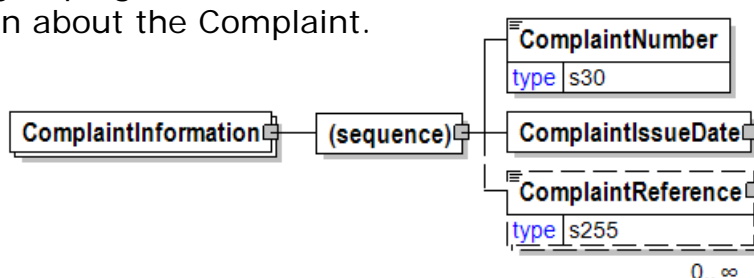 n about the Complaint.
ComplaintNumber
type s30
ComplaintInformation
(sequence)
ComplaintIssueDate
ComplaintReference
type s255
0 ∞